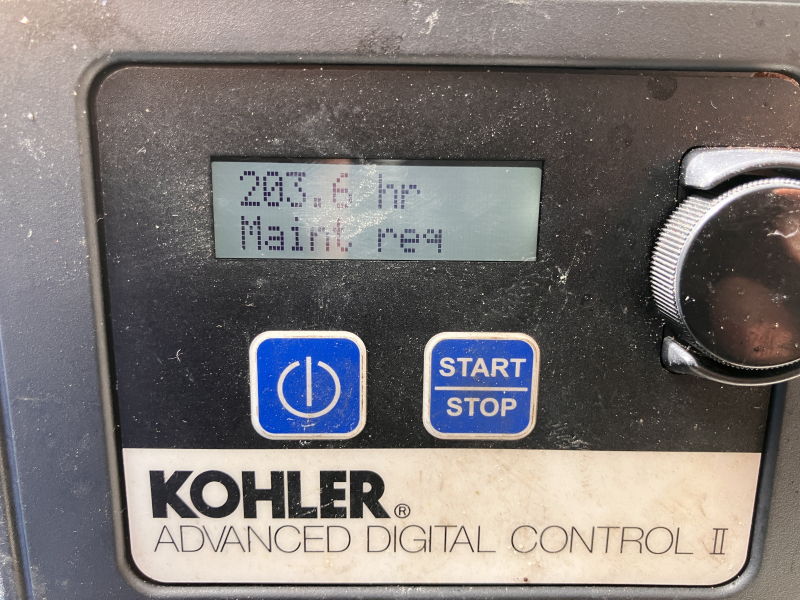 203.6 hr
Maint req
START
STOP
KOHLER®
ADVANCED DIGITAL CONTROL II